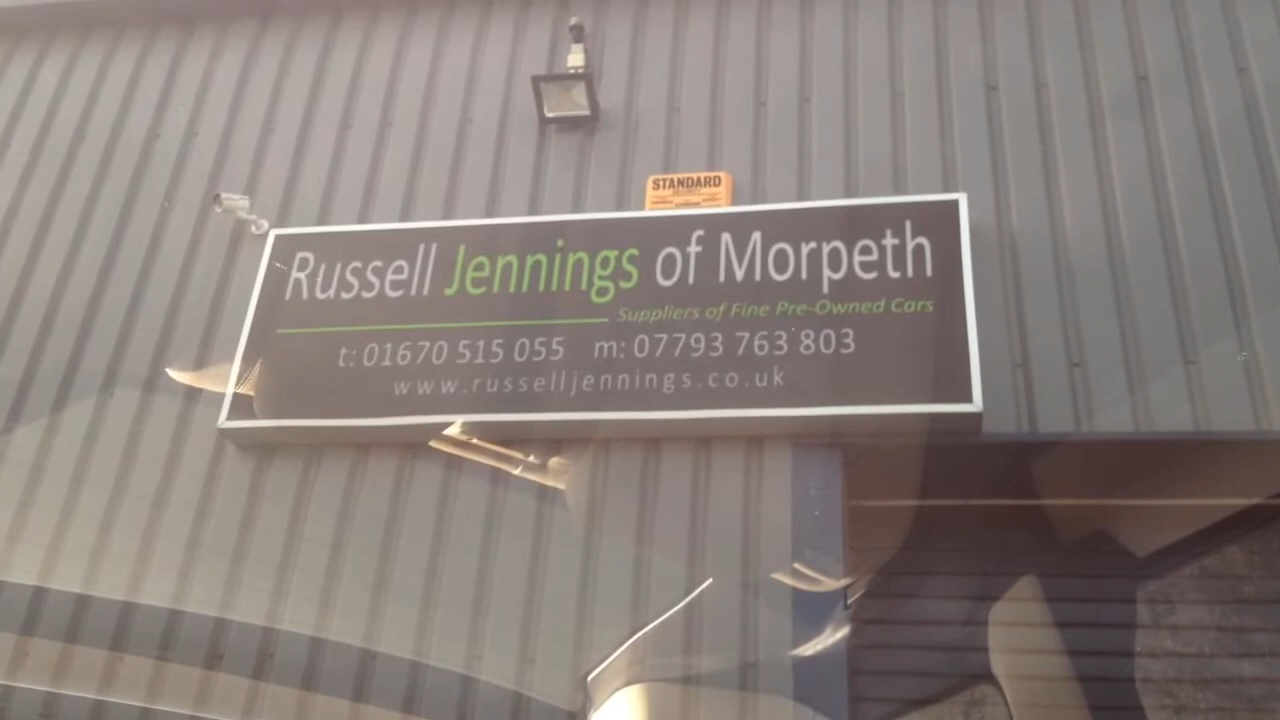 STANDARD
SECURITY
Russell Jennings of Morpeth
Suppliers of Fine Pre-Owned Cars
t: 01670 515 055 m: 07793 763 803
www.russelljennings.co.uk